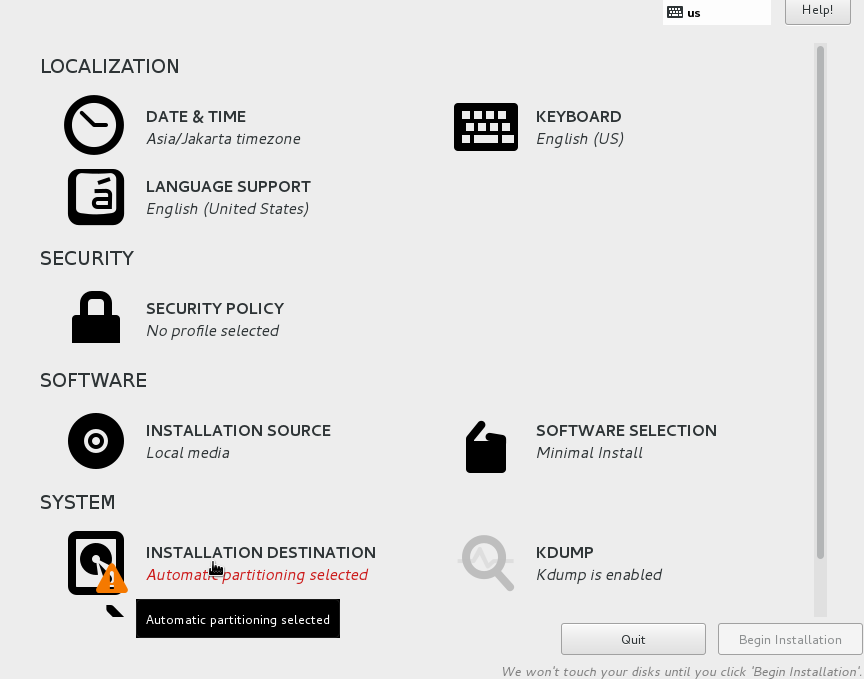 us
Help!
LOCALIZATION
DATE & TIME
Asia/Jakarta timezone
KEYBOARD
English (US)
LANGUAGE SUPPORT
English (United States)
SECURITY
SECURITY POLICY
No profile selected
SOFTWARE
INSTALLATION SOURCE
Local media
SOFTWARE SELECTION
Minimal Install
SYSTEM
INSTALLATION DESTINATION
Automatic partitioning selected
KDUMP
Kdump is enabled
Automatic partitioning selected
Quit
Begin Installation
We won't touch your disks until you click 'Begin Installation'.